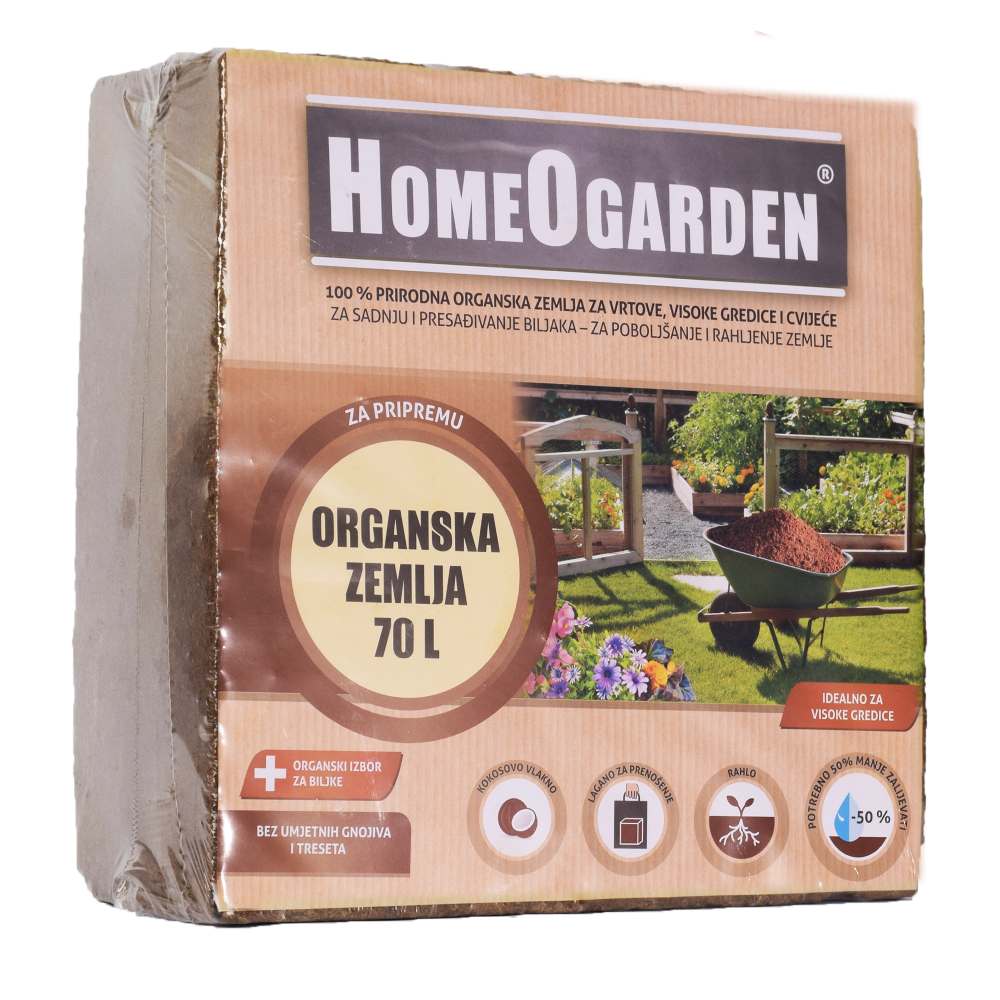 HOMEOGARDEN®
100 % PRIRODNA ORGANSKA ZEMLJA ZA VRTOVE, VISOKE GREDICE I CVIJEĆE
ZA SADNJU I PRESAĐIVANJE BILJAKA – ZA POBOLJŠANJE I RAHLJENJE ZEMLJE
ZA PRIPREMU
ORGANSKA
ZEMLJA
70 L
IDEALNO ZA
VISOKE GREDICE
ORGANSKI IZBOR
ZA BILJKE
BEZ UMJETNIH GNOJIVA
I TRESETA
KOKOSOVO VLAKNO
LAGANO ZA PRENOŠENJE
RAHLO
POTREBNO 50% MANJE ZALIJEVATI
-50 %